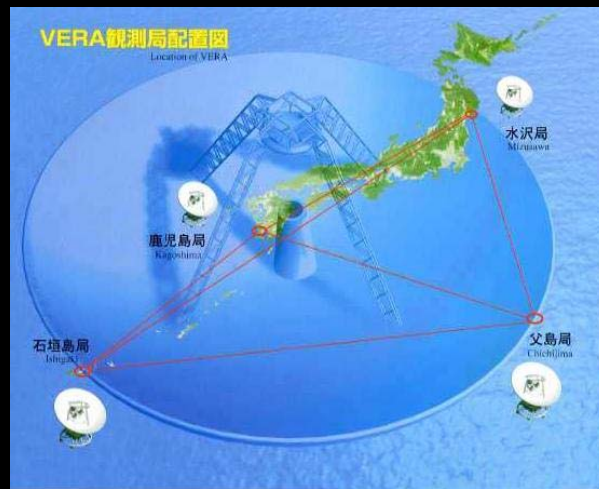 VERA観測局配置図
Location of VERA
水沢局
Mizusawa
鹿児島局
Kagoshima
石垣島局
Ishigaki
父島局
Chichijima